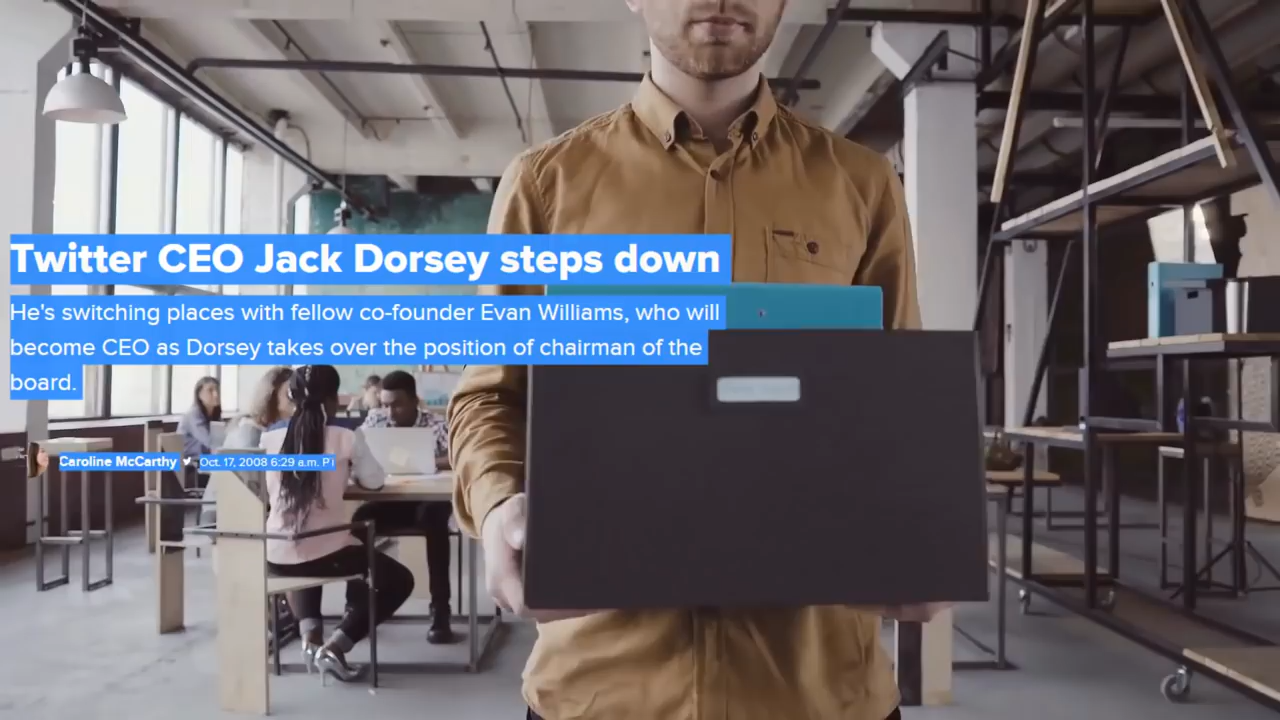 Twitter CEO Jack Dorsey steps down
He's switching places with fellow co-founder Evan Williams, who will
become CEO as Dorsey takes over the position of chairman of the
board.
Caroline McCarthy Oct. 17, 2008 6:29 a.m.